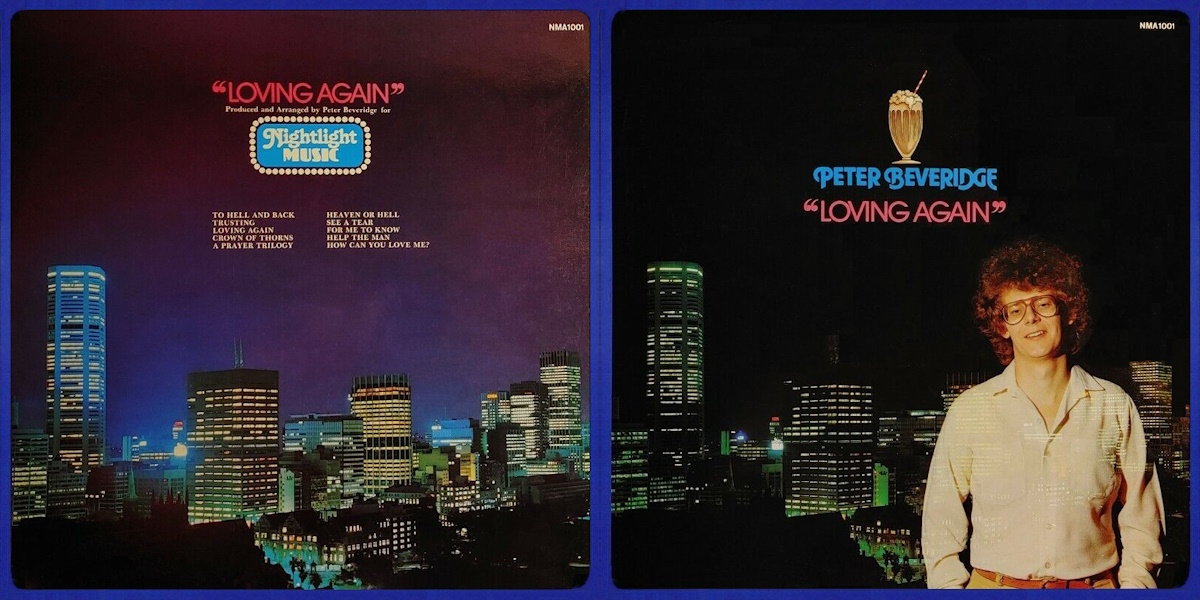 NMA1001
“LOVING AGAIN”
Produced and Arranged by Peter Beveridge for
Nightlight
MUSIC
TO HELL AND BACK
TRUSTING
LOVING AGAIN
CROWN OF THORNS
A PRAYER TRILOGY
HEAVEN OR HELL
SEE A TEAR
FOR ME TO KNOW
HELP THE MAN
HOW CAN YOU LOVE ME?
NMA1001
PETER BEVERIDGE
“LOVING AGAIN”